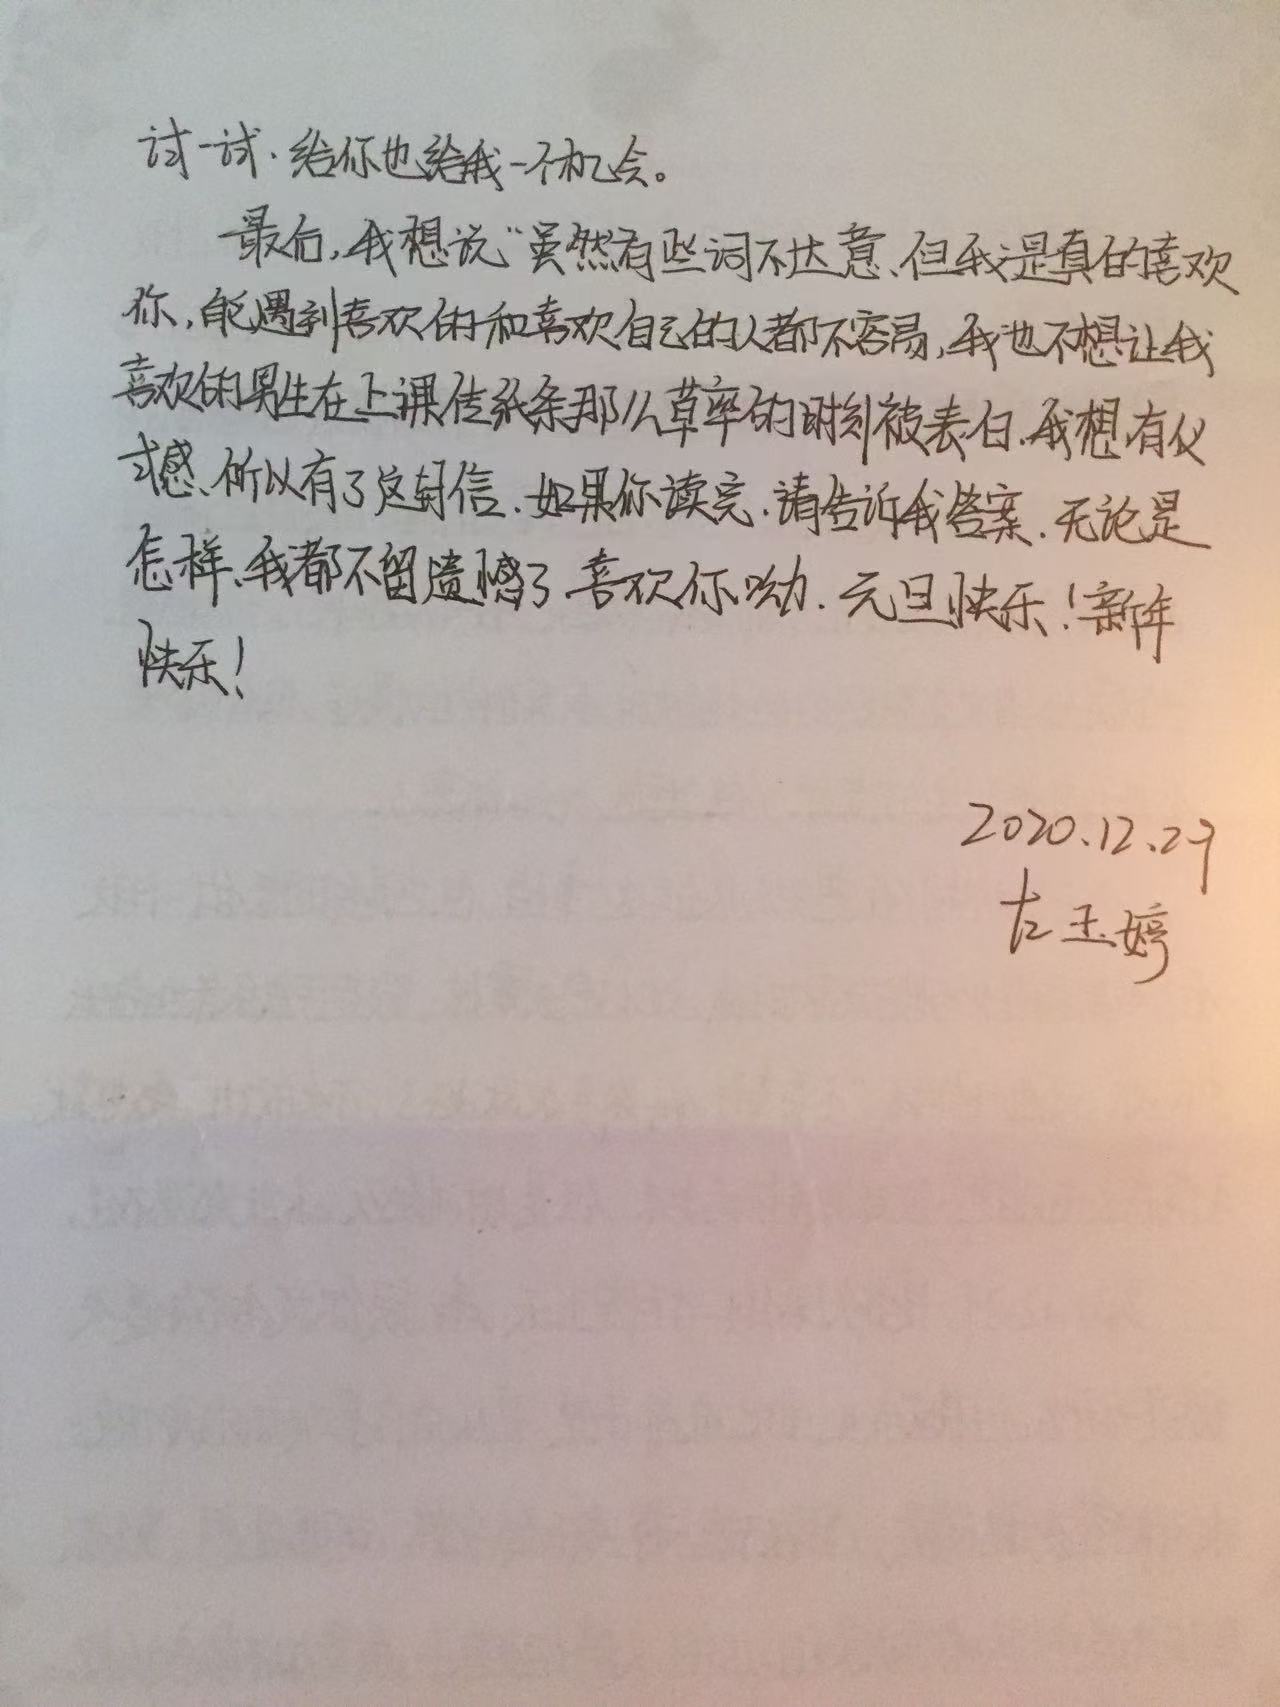 试一试.给你也给我一个机会。
最后,我想说"虽然有些词不达意、但我是真的喜欢
你,能遇到喜欢的和喜欢自己的人都不容易,我也不想让我
喜欢的男生在上课传纸条那么草率的时刻被表白.我想有仪
式感、所以有了这封信.如果你读完.请告诉我答案.无论是
怎样、我都不留遗憾了.喜欢你呦.元旦快乐!新年
快乐!
2020.12.29
左玉婷